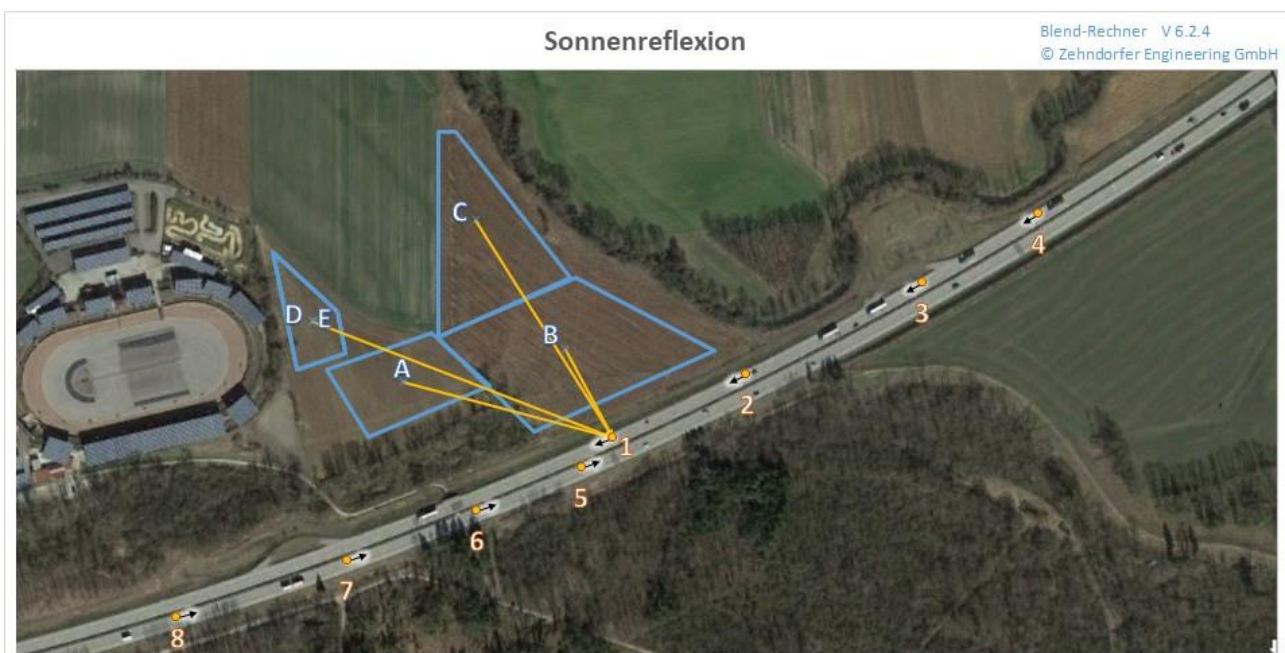 Sonnenreflexion
Blend-Rechner V 6.2.4
© Zehndorfer Engineering GmbH
C
4
D E
3
B
A
2
1
5
6
7
8